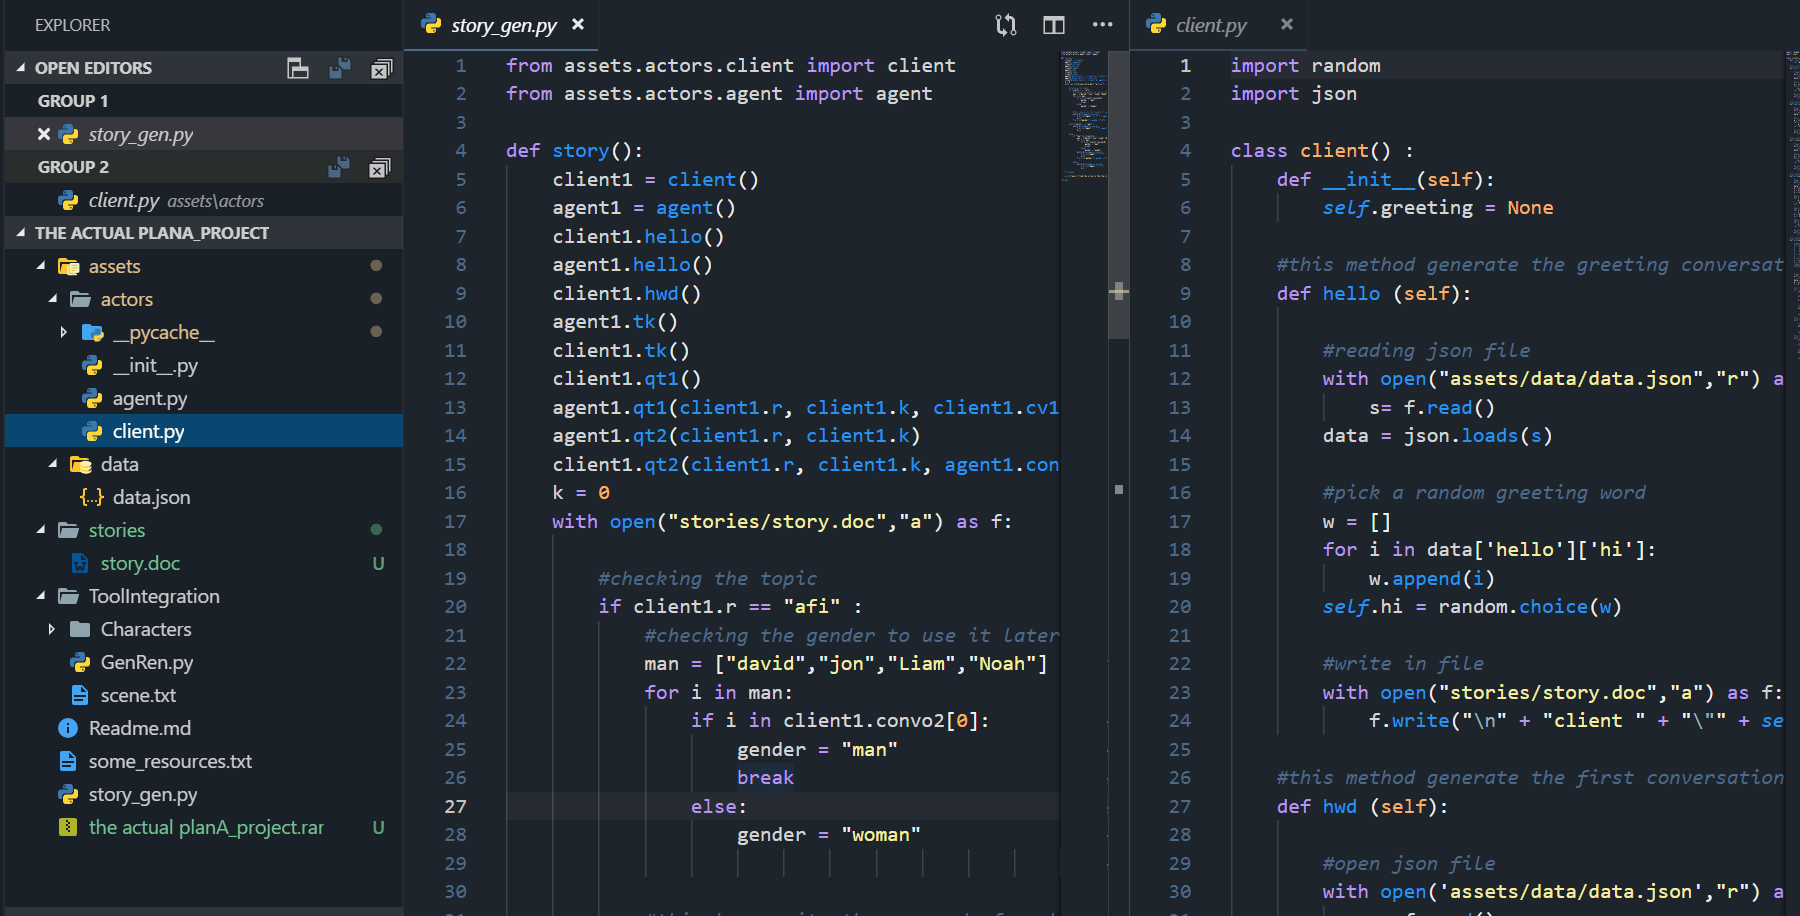 EXPLORER
OPEN EDITORS
GROUP 1
story_gen.py
GROUP 2
client.py assets\actors
THE ACTUAL PLANA_PROJECT
assets
actors
__pycache__
__init__.py
agent.py
client.py
data
{..} data.json
stories
story.doc U
ToolIntegration
Characters
GenRen.py
scene.txt
Readme.md
some_resources.txt
story_gen.py
the actual planA_project.rar U
story_gen.py
1 from assets.actors.client import client
2 from assets.actors.agent import agent
3
4 def story():
5 client1 = client()
6 agent1 = agent()
7 client1.hello()
8 agent1.hello()
9 client1.hwd()
10 agent1.tk()
11 client1.tk()
12 client1.qt1()
13 agent1.qt1(client1.r, client1.k, client1.cv1
14 agent1.qt2(client1.r, client1.k)
15 client1.qt2(client1.r, client1.k, agent1.con
16 k = 0
17 with open("stories/story.doc","a") as f:
18
19 #checking the topic
20 if client1.r == "afi" :
21 #checking the gender to use it later
22 man = ["david","jon","Liam","Noah"]
23 for i in man:
24 if i in client1.convo2[0]:
25 gender = "man"
26 break
27 else:
28 gender = "woman"
29
30
client.py
1 import random
2 import json
3
4 class client() :
5 def __init__(self):
6 self.greeting = None
7
8 #this method generate the greeting conversat
9 def hello (self):
10
11 #reading json file
12 with open("assets/data/data.json","r") a
13 s= f.read()
14 data = json.loads(s)
15
16 #pick a random greeting word
17 w = []
18 for i in data['hello']['hi']:
19 w.append(i)
20 self.hi = random.choice(w)
21
22 #write in file
23 with open("stories/story.doc","a") as f:
24 f.write("\n" + "client " + "\"" + se
25
26 #this method generate the first conversation
27 def hwd (self):
28
29 #open json file
30 with open('assets/data/data.json',"r") a